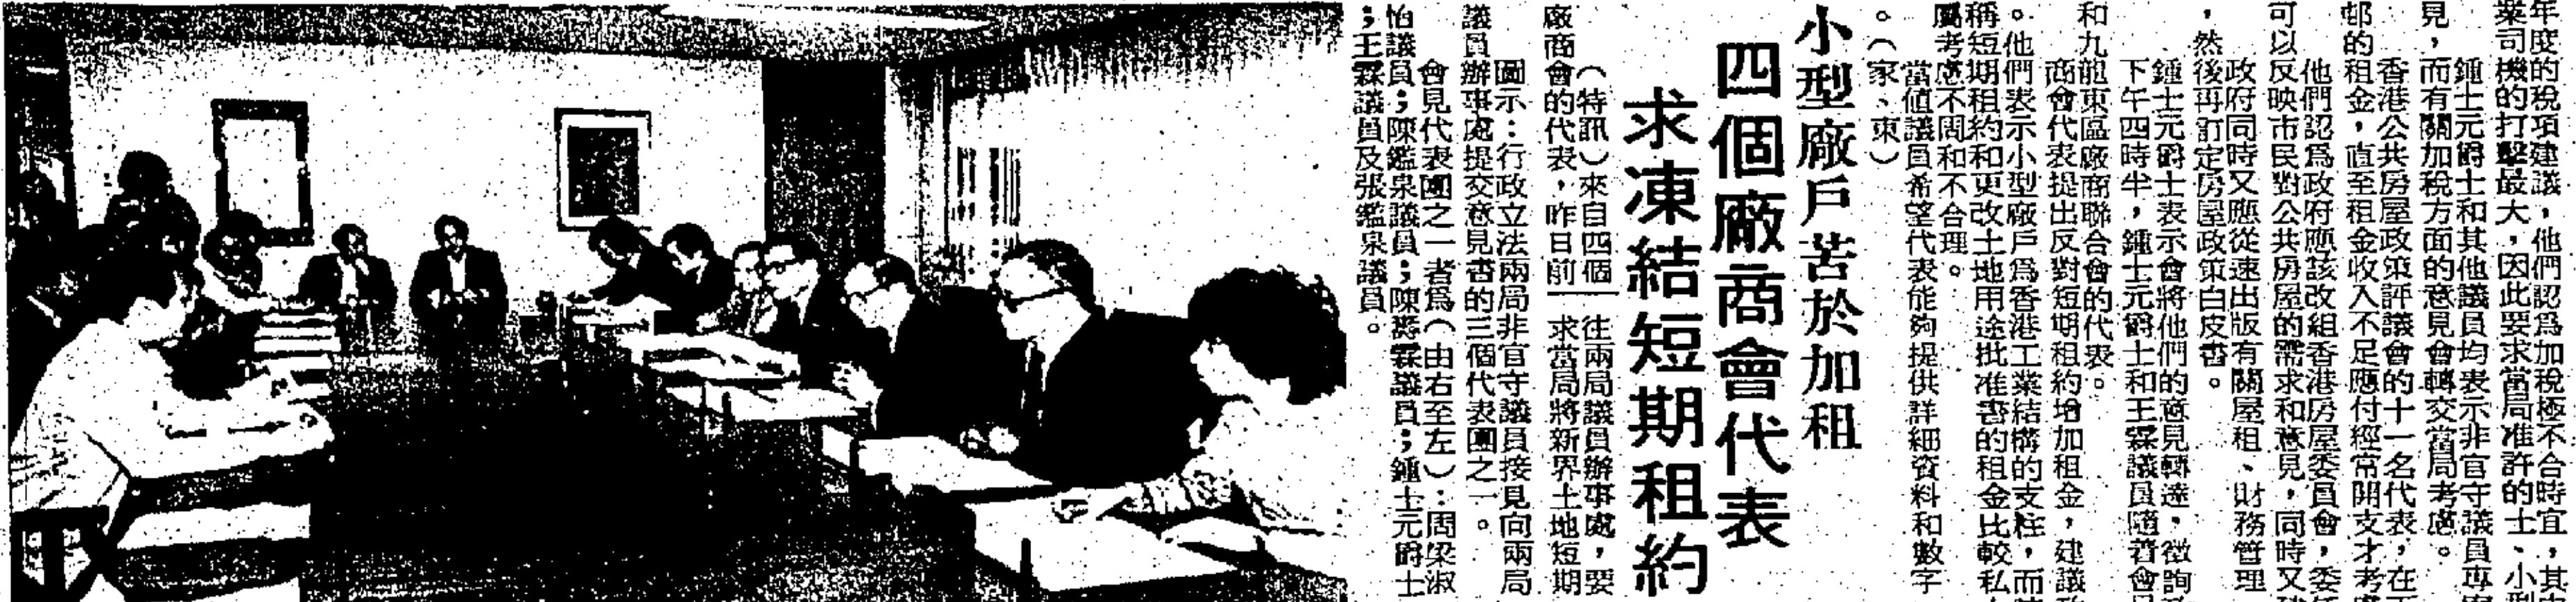 年度的稅項建議，他們認為加稅極不合時宜，其
業司機的打擊最大，因此要求當局准許的士、小型
鍾士元爵士和其他議員均表示非官守議員專
見，而有關加稅方面的意見會轉交當局考慮。
香港公共房屋政策評議會的十一名代表，在
邨的租金，直至租金收入不足應付經常開支才考慮
他們認為政府應該改組香港房屋委員會，委
可以反映市民對公共房屋的需求和意見，同時又
政府同時又應從速出版有關屋租、財務管理
，然後再訂定房屋政策白皮書。
鍾士元爵士表示會將他們的意見轉達，徵詢
下午四時半，鍾士元爵士和王霖議員隨着會見
和九龍東區廠商聯合會的代表。
商會代表提出反對短期租約增加租金，建議
。他們表示小型廠戶為香港工業結構的支柱，而
稱短期租約和更改土地用途批准書的租金比較私
屬考慮不周和不合理。
當值議員希望代表能夠提供詳細資料和數字
。（家、東）
小型廠戶苦於加租
四個廠商會代表
求凍結短期租約
（特訊）來自四個
廠商會的代表，昨日前
往兩局議員辦事處，要
求當局將新界土地短期
圖示：行政立法兩局非官守議員接見向兩局
議員辦事處提交意見書的三個代表團之一。
會見代表團之一者為（由右至左）：周梁淑
怡議員；陳鑑泉議員；陳壽霖議員；鍾士元爵士
；王霖議員及張鑑泉議員。